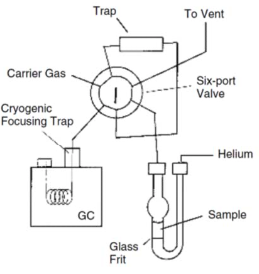 Trap
To Vent
Carrier Gas
Six-port
Valve
Cryogenic
Focusing Trap
Helium
GC
Sample
Glass
Frit